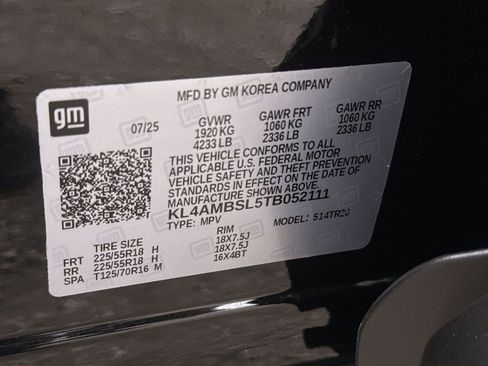 MFD BY GM KOREA COMPANY
gm
07/25
GVWR GAWR FRT GAWR RR
1920 KG 1060 KG 1060 KG
4233 LB 2336 LB 2336 LB
THIS VEHICLE CONFORMS TO ALL
APPLICABLE U.S. FEDERAL MOTOR
VEHICLE SAFETY AND THEFT PREVENTION
STANDARDS IN EFFECT ON THE DATE OF
MANUFACTURE SHOWN ABOVE.
KL4AMBSL5TB052111
TYPE: MPV MODEL: 514TR26
TIRE SIZE RIM
FRT 225/55R18 H 18X7.5J
RR 225/55R18 H 18X7.5J
SPA T125/70R16 M 16X4BT